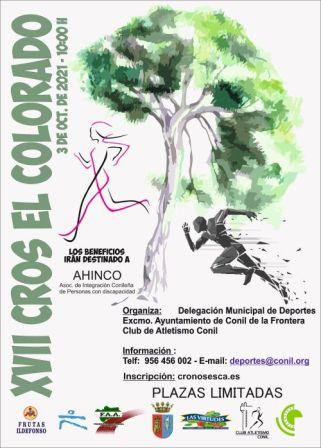 XVII CROS EL COLORADO
3 DE OCT. DE 2021 - 10:00 H
LOS BENEFICIOS
IRÁN DESTINADO A
AHINCO
Asoc. de Integración Conileña
de Personas con discapacidad
Organiza: Delegación Municipal de Deportes
Excmo. Ayuntamiento de Conil de la Frontera
Club de Atletismo Conil
Información :
Telf: 956 456 002 - E-mail: deportes@conil.org
Inscripción: cronosesca.es
PLAZAS LIMITADAS
FRUTAS
ILDEFONSO
F.A.A.
LAS VIRTUDES
CLUB ATLETISMO
CONIL